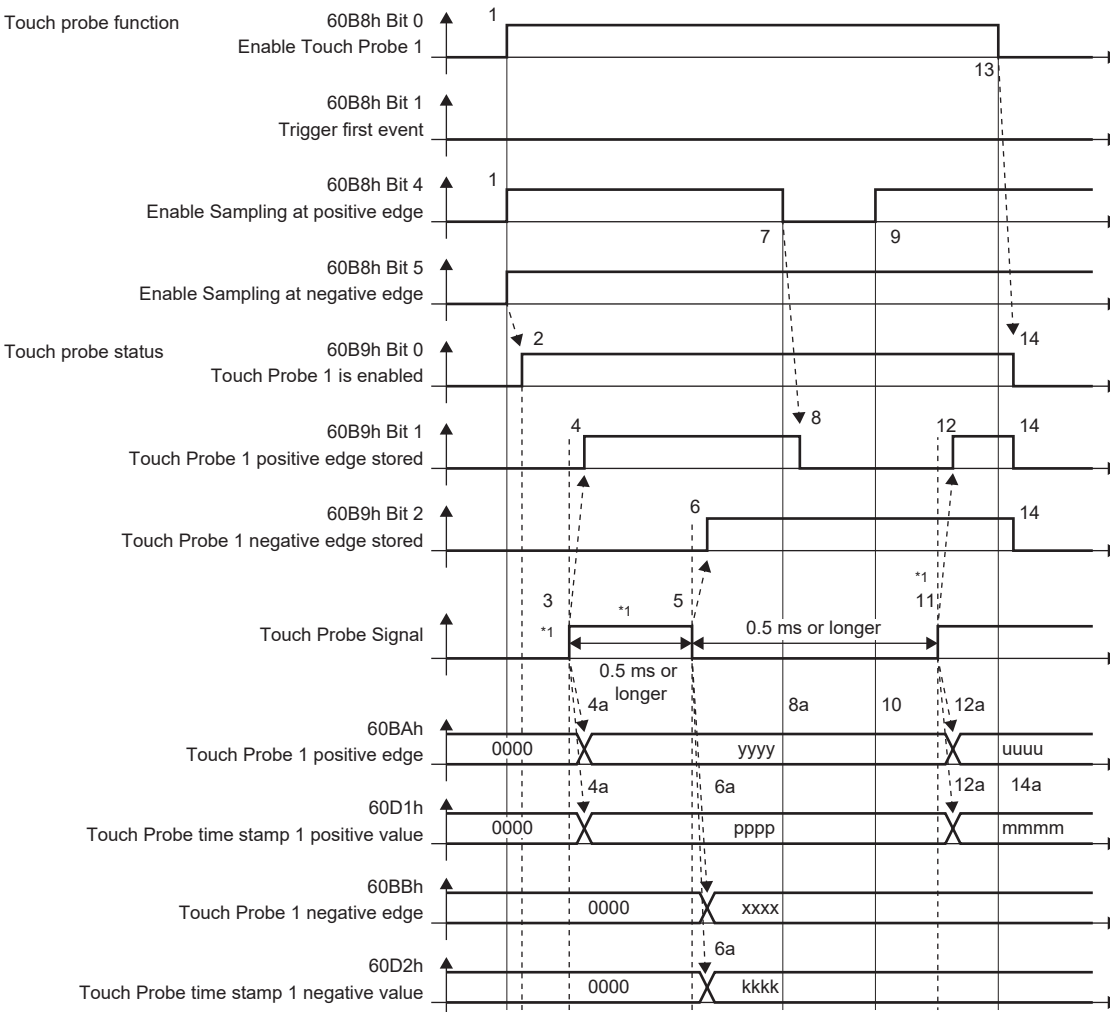 Touch probe function
60B8h Bit 0
Enable Touch Probe 1
1
13
60B8h Bit 1
Trigger first event
60B8h Bit 4
Enable Sampling at positive edge
1
7
9
60B8h Bit 5
Enable Sampling at negative edge
Touch probe status
60B9h Bit 0
Touch Probe 1 is enabled
2
14
60B9h Bit 1
Touch Probe 1 positive edge stored
4
8
12
14
60B9h Bit 2
Touch Probe 1 negative edge stored
6
14
Touch Probe Signal
3
*1
*1
5
*1
11
0.5 ms or longer
0.5 ms or
longer
4a
8a
10
12a
60BAh
Touch Probe 1 positive edge
0000
yyyy
uuuu
4a
6a
12a
14a
60D1h
Touch Probe time stamp 1 positive value
0000
pppp
mmmm
60BBh
Touch Probe 1 negative edge
0000
xxxx
6a
60D2h
Touch Probe time stamp 1 negative value
0000
kkkk